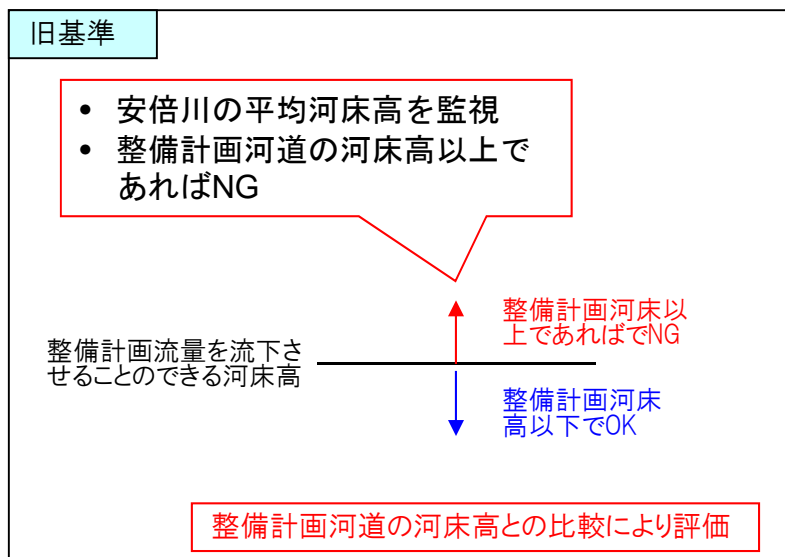 旧基準
• 安倍川の平均河床高を監視
• 整備計画河道の河床高以上で
あればNG
整備計画河床以
上であればでNG
整備計画流量を流下さ
せることのできる河床高
整備計画河床
高以下でOK
整備計画河道の河床高との比較により評価